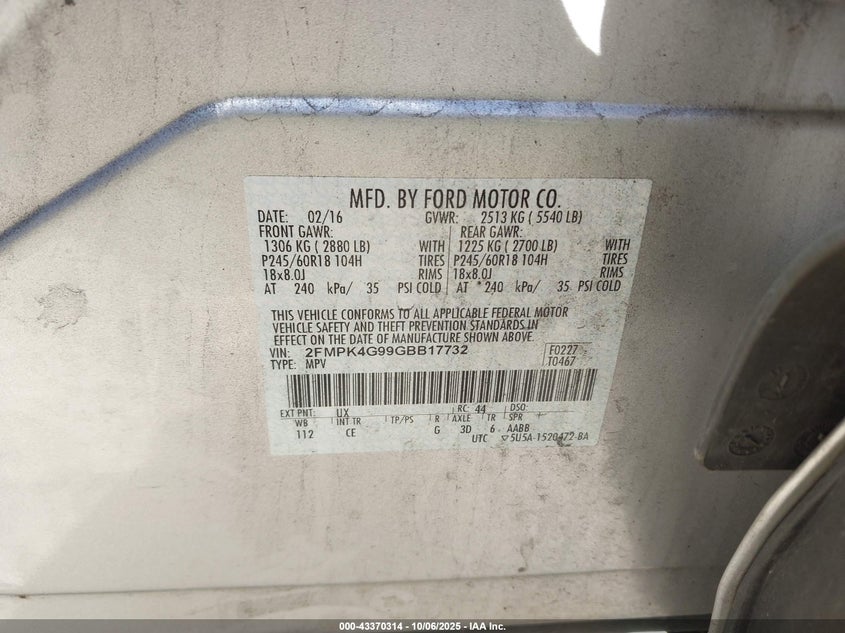 MFD. BY FORD MOTOR CO.
DATE: 02/16 GVWR: 2513 KG ( 5540 LB)
FRONT GAWR: REAR GAWR:
1306 KG ( 2880 LB) WITH 1225 KG ( 2700 LB) WITH
P245/60R18 104H TIRES P245/60R18 104H TIRES
18x8.0J RIMS 18x8.0J RIMS
AT 240 kPa/ 35 PSI COLD AT 240 kPa/ 35 PSI COLD
THIS VEHICLE CONFORMS TO ALL APPLICABLE FEDERAL MOTOR
VEHICLE SAFETY AND THEFT PREVENTION STANDARDS IN
EFFECT ON THE DATE OF MANUFACTURE SHOWN ABOVE.
VIN: 2FMPK4G99GBB17732 F0227
TYPE: MPV T0467
EXT PNT: UX RC: 44 DSO:
WB INT TR TP/PS R AXLE TR SPR
112 CE G 3D 6 AABB
UTC ▽5U5A-1520472-BA
000-43370314 - 10/06/2025 - IAA Inc.